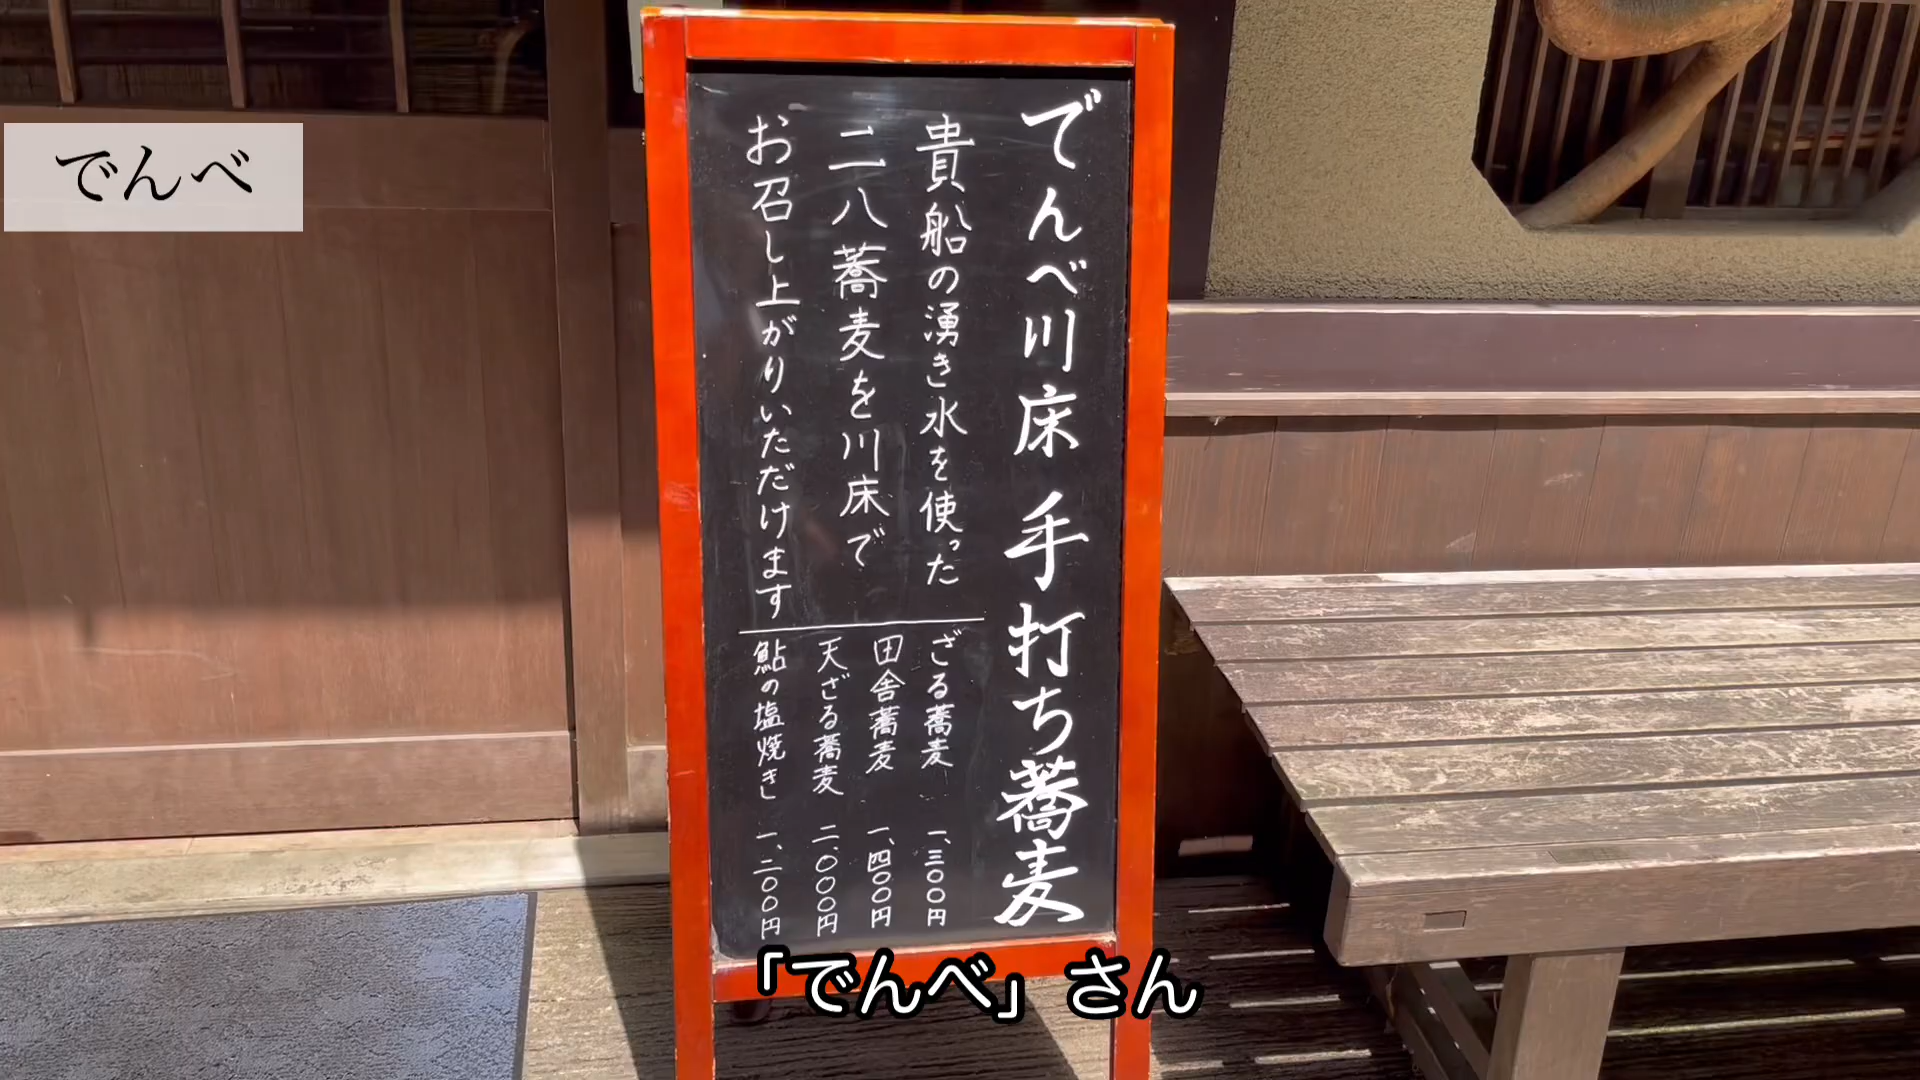 でんべ
でんべ川床 手打ち蕎麦
貴船の湧き水を使った
二八蕎麦を川床で
お召し上がりいただけます
ざる蕎麦 一、三〇〇円
田舎蕎麦 一、四〇〇円
天ざる蕎麦 二、〇〇〇円
鮎の塩焼き 一、二〇〇円
「でんべ」さん